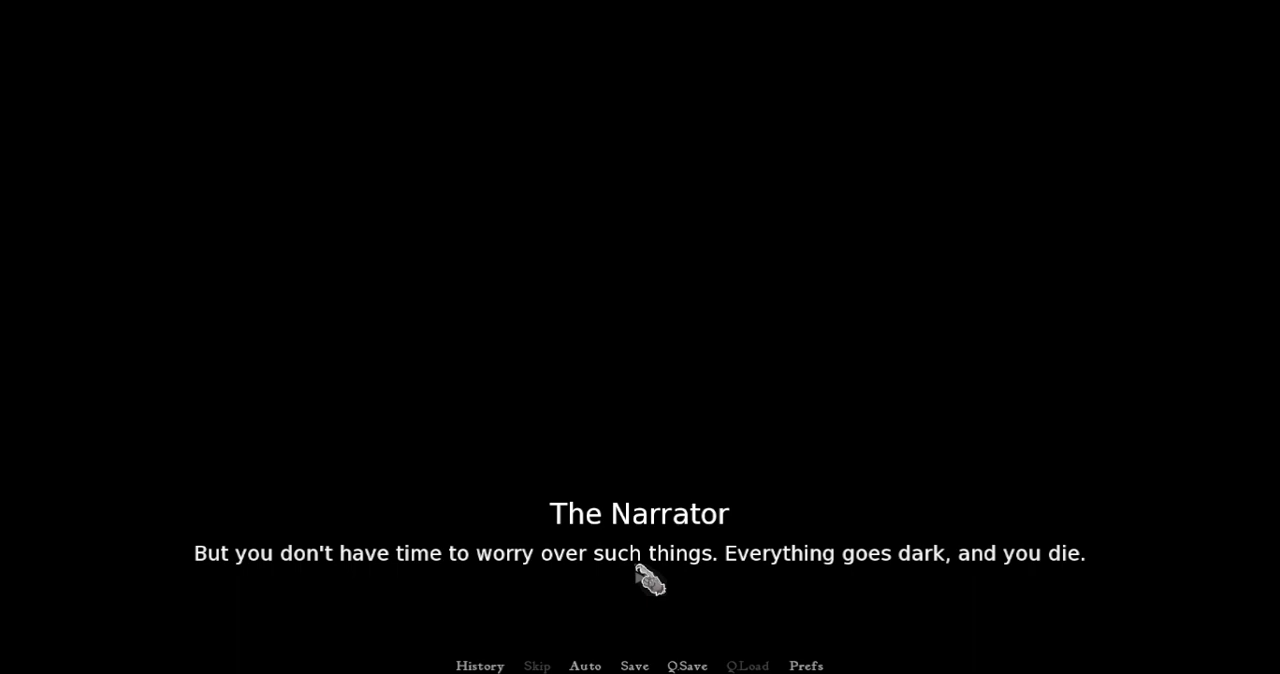 The Narrator
But you don't have time to worry over such things. Everything goes dark, and you die.
History Skip Auto Save Q.Save Q.Load Prefs